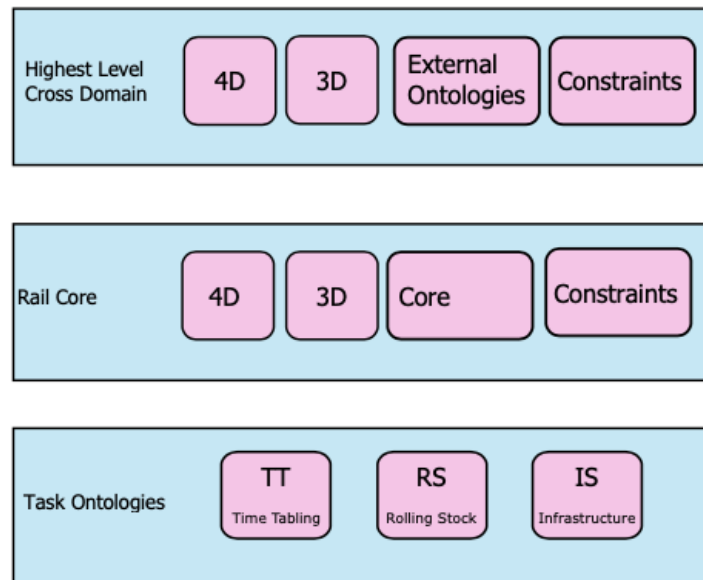 Highest Level
Cross Domain
4D
3D
External
Ontologies
Constraints
Rail Core
4D
3D
Core
Constraints
Task Ontologies
TT
Time Tabling
RS
Rolling Stock
IS
Infrastructure